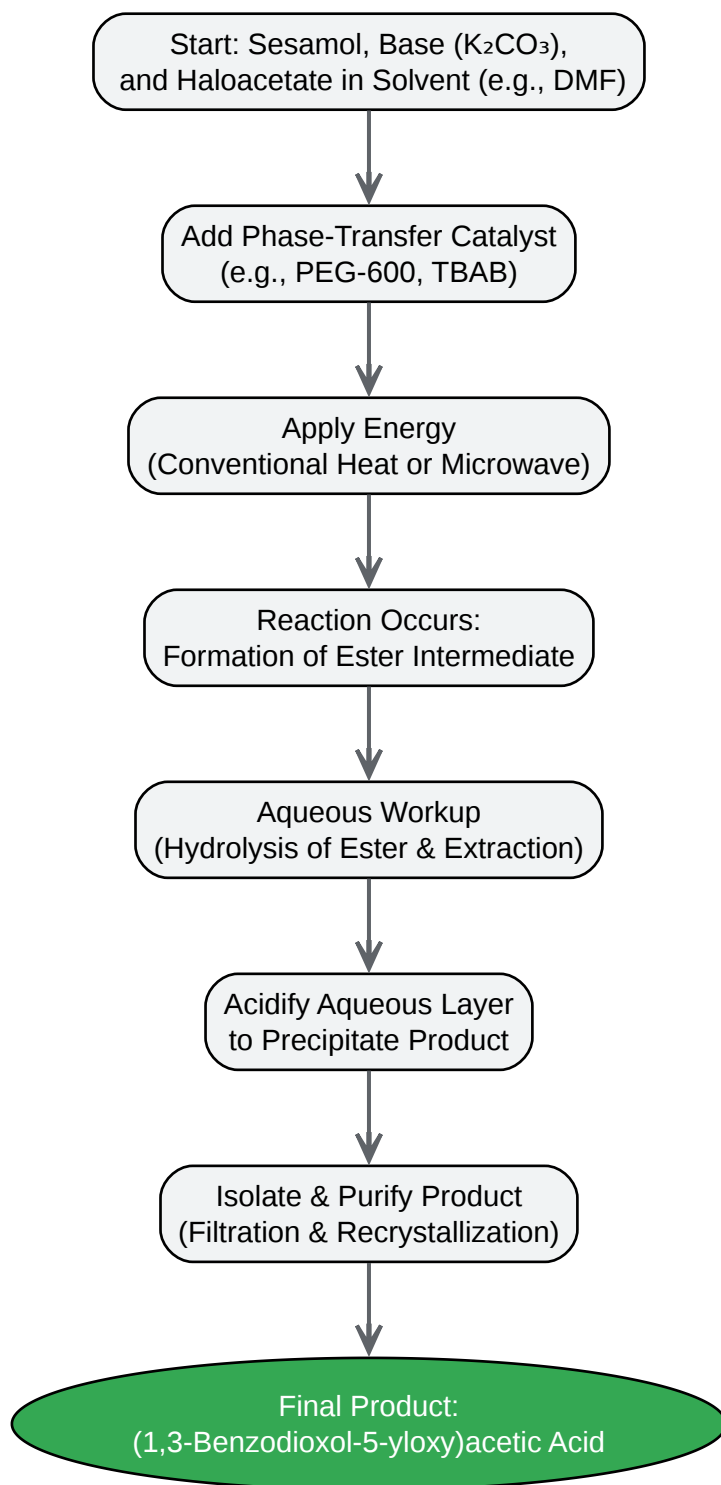 Start: Sesamol, Base (K₂CO₃),
and Haloacetate in Solvent (e.g., DMF)
Add Phase-Transfer Catalyst
(e.g., PEG-600, TBAB)
Apply Energy
(Conventional Heat or Microwave)
Reaction Occurs:
Formation of Ester Intermediate
Aqueous Workup
(Hydrolysis of Ester & Extraction)
Acidify Aqueous Layer
to Precipitate Product
Isolate & Purify Product
(Filtration & Recrystallization)
Final Product:
(1,3-Benzodioxol-5-yloxy)acetic Acid